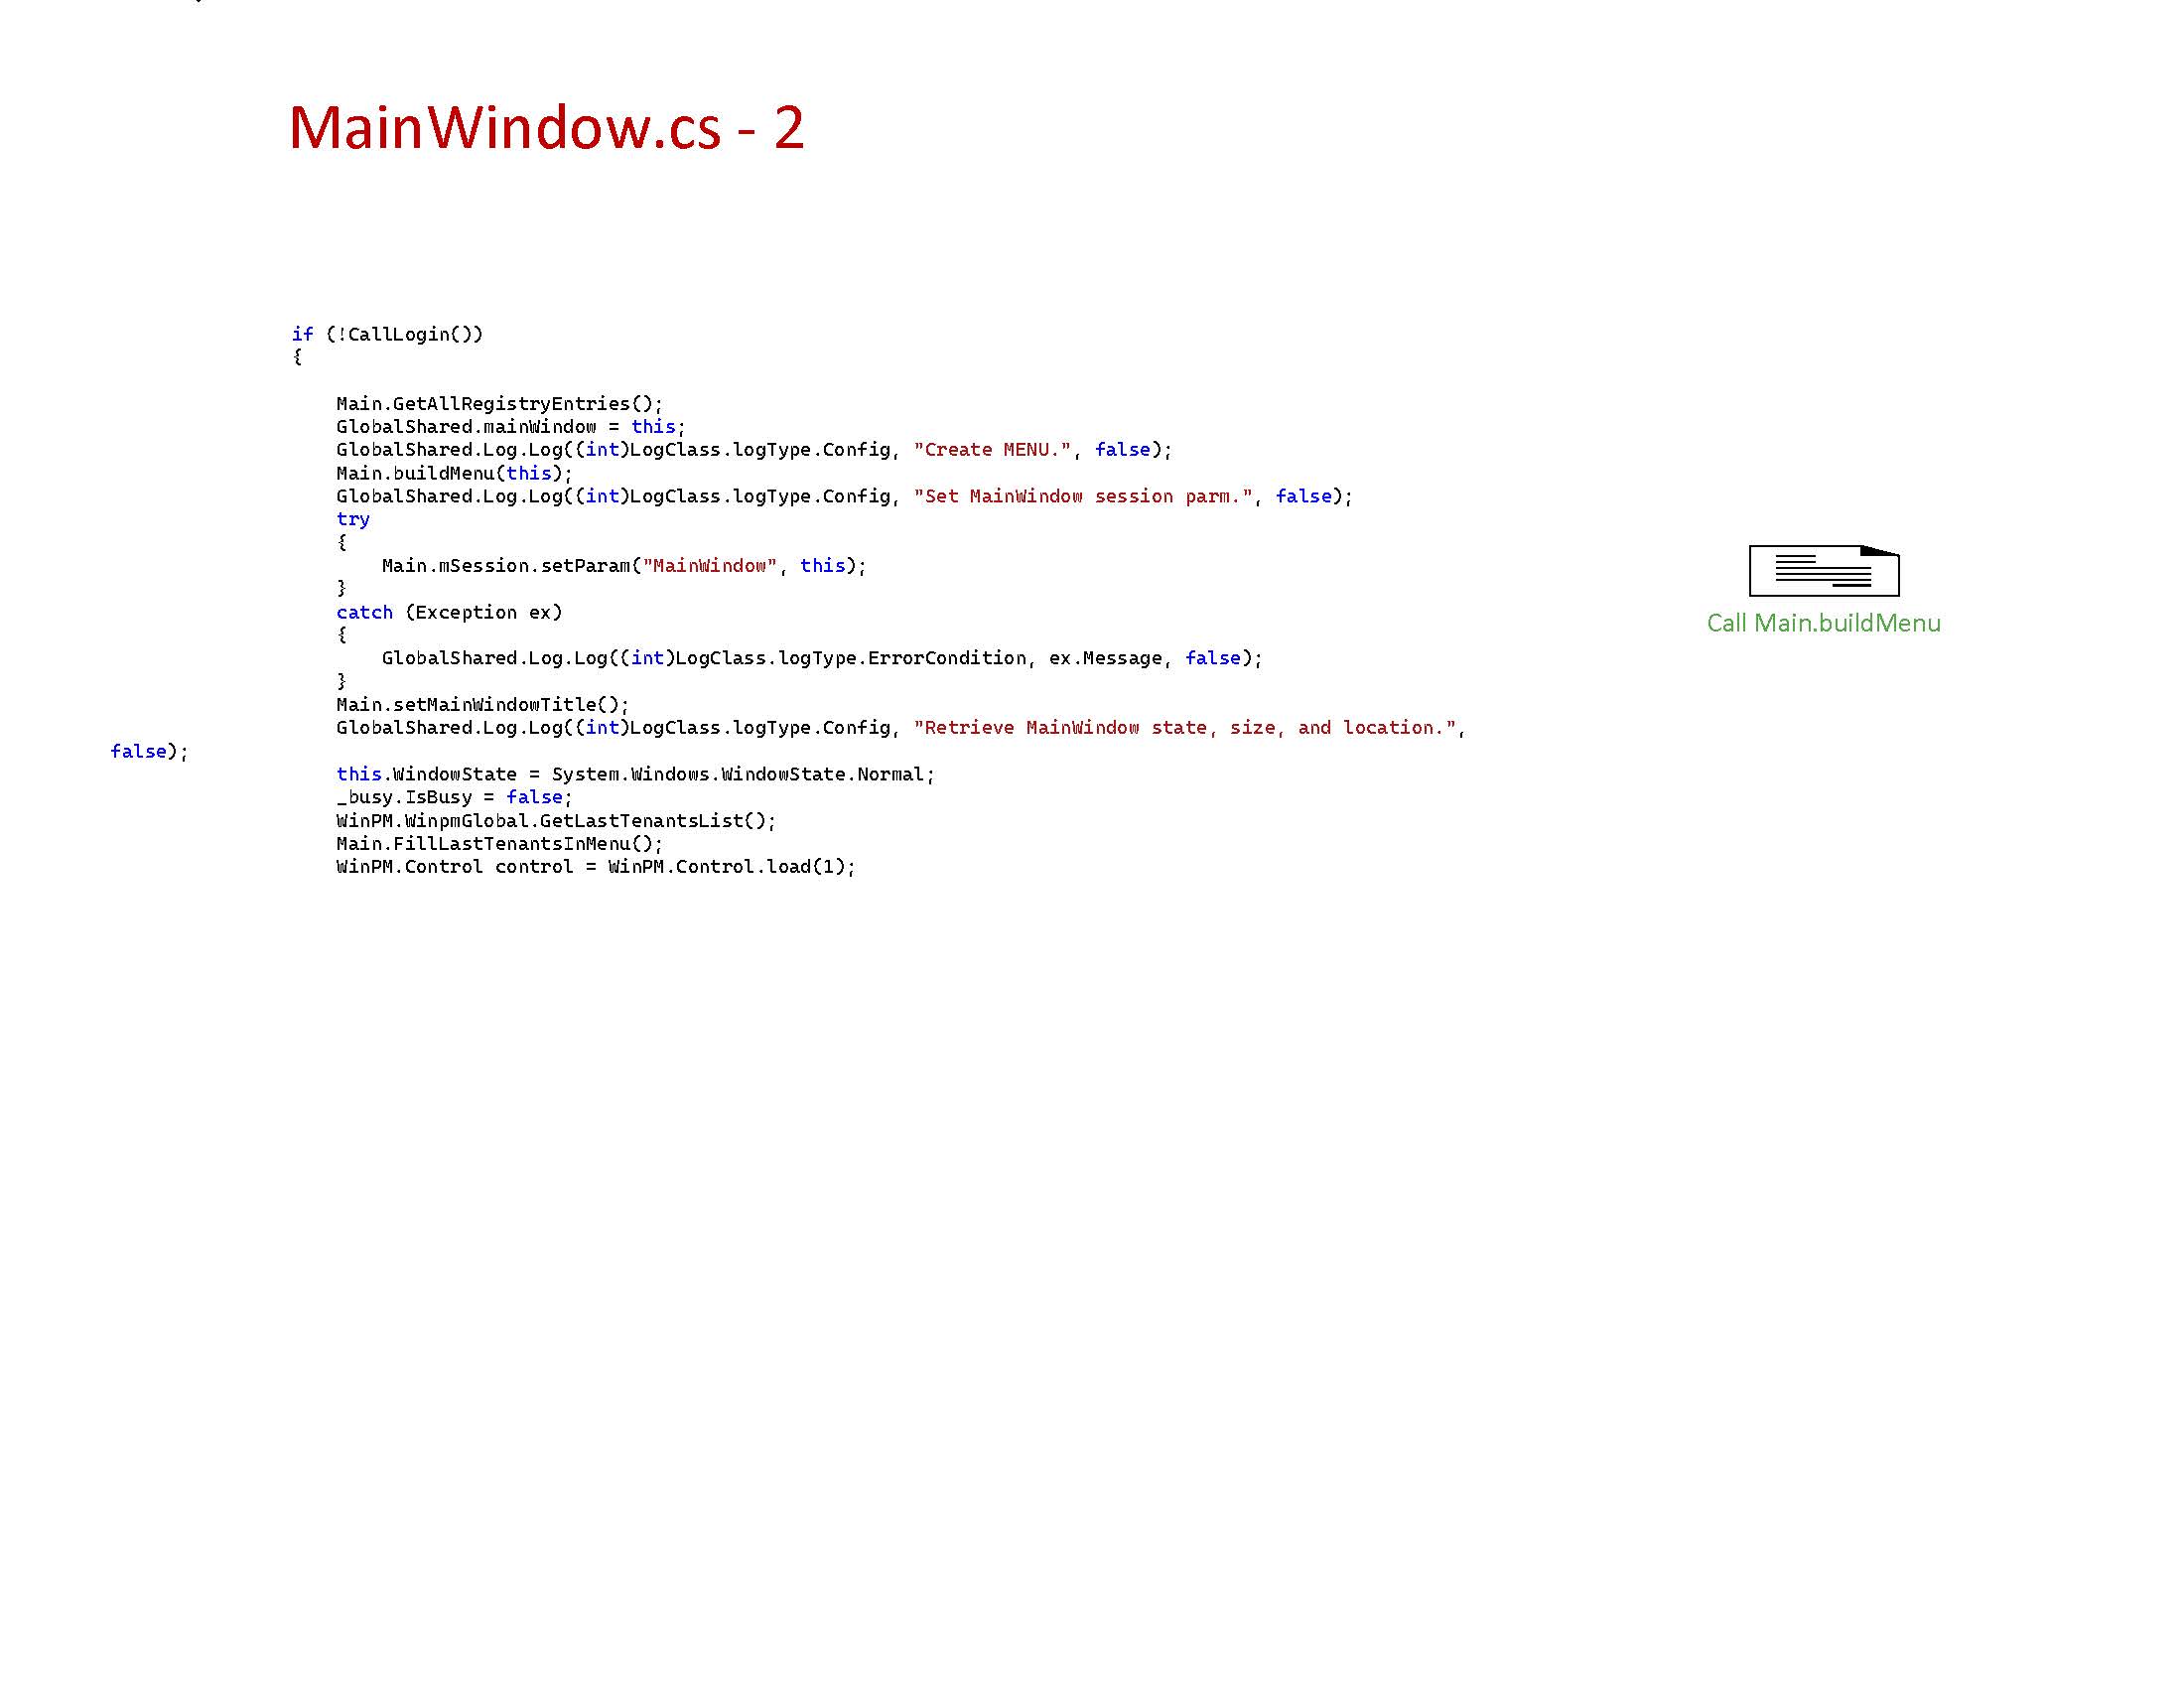 MainWindow.cs - 2
if (!CallLogin())
{
Main.GetAllRegistryEntries();
GlobalShared.mainWindow = this;
GlobalShared.Log.Log((int)LogClass.logType.Config, "Create MENU.", false);
Main.buildMenu(this);
GlobalShared.Log.Log((int)LogClass.logType.Config, "Set MainWindow session parm.", false);
try
{
Main.mSession.setParam("MainWindow", this);
}
catch (Exception ex)
{
GlobalShared.Log.Log((int)LogClass.logType.ErrorCondition, ex.Message, false);
}
Main.setMainWindowTitle();
GlobalShared.Log.Log((int)LogClass.logType.Config, "Retrieve MainWindow state, size, and location.",
false);
this.WindowState = System.Windows.WindowState.Normal;
_busy.IsBusy = false;
WinPM.WinpmGlobal.GetLastTenantsList();
Main.FillLastTenantsInMenu();
WinPM.Control control = WinPM.Control.load(1);
Call Main.buildMenu